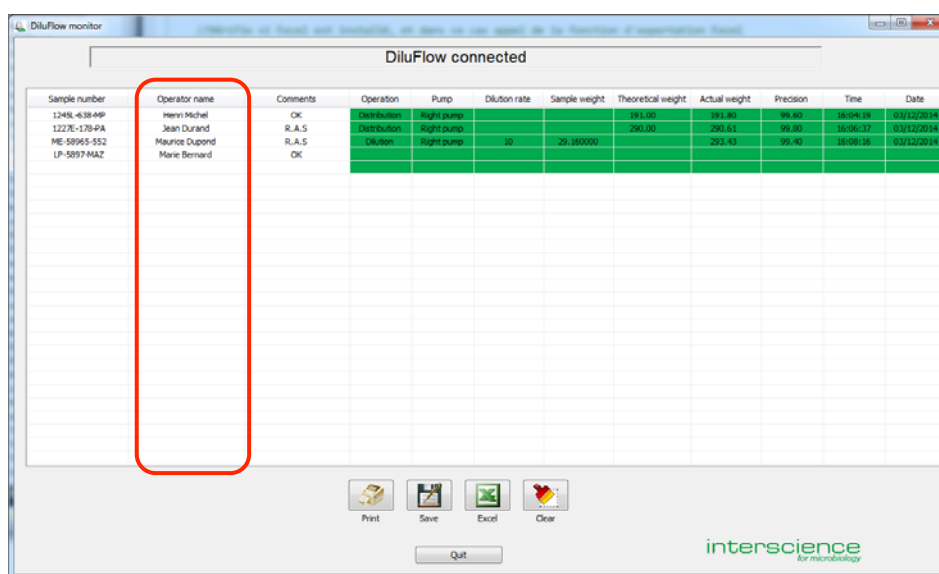 DiluFlow monitor
DiluFlow connected
Sample number Operator name Comments Operation Pump Dilution rate Sample weight Theoretical weight Actual weight Precision Time Date
1245L-638-MP Henri Michel OK Distribution Right pump 191.00 191.80 99.60 16:04:19 03/12/2014
1227E-178-PA Jean Durand R.A.S Distribution Right pump 290.00 290.61 99.80 16:06:37 03/12/2014
ME-58965-552 Maurice Dupond R.A.S Dilution Right pump 10 29.160000 293.43 99.40 16:08:16 03/12/2014
LP-5897-MAZ Marie Bernard OK
Print Save Excel Clear
Quit
interscience
for microbiology